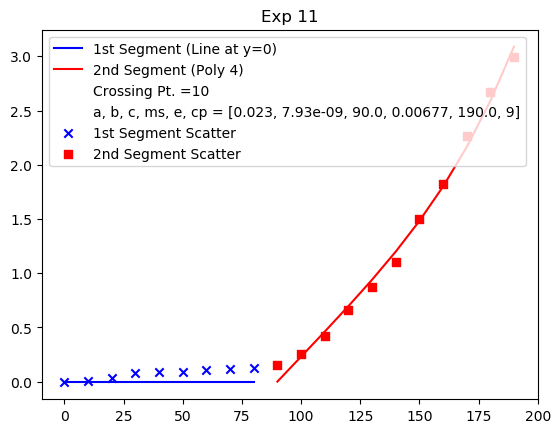 Exp 11
1st Segment (Line at y=0)
2nd Segment (Poly 4)
Crossing Pt. =10
a, b, c, ms, e, cp = [0.023, 7.93e-09, 90.0, 0.00677, 190.0, 9]
1st Segment Scatter
2nd Segment Scatter
3.0
2.5
2.0
1.5
1.0
0.5
0.0
0 25 50 75 100 125 150 175 200